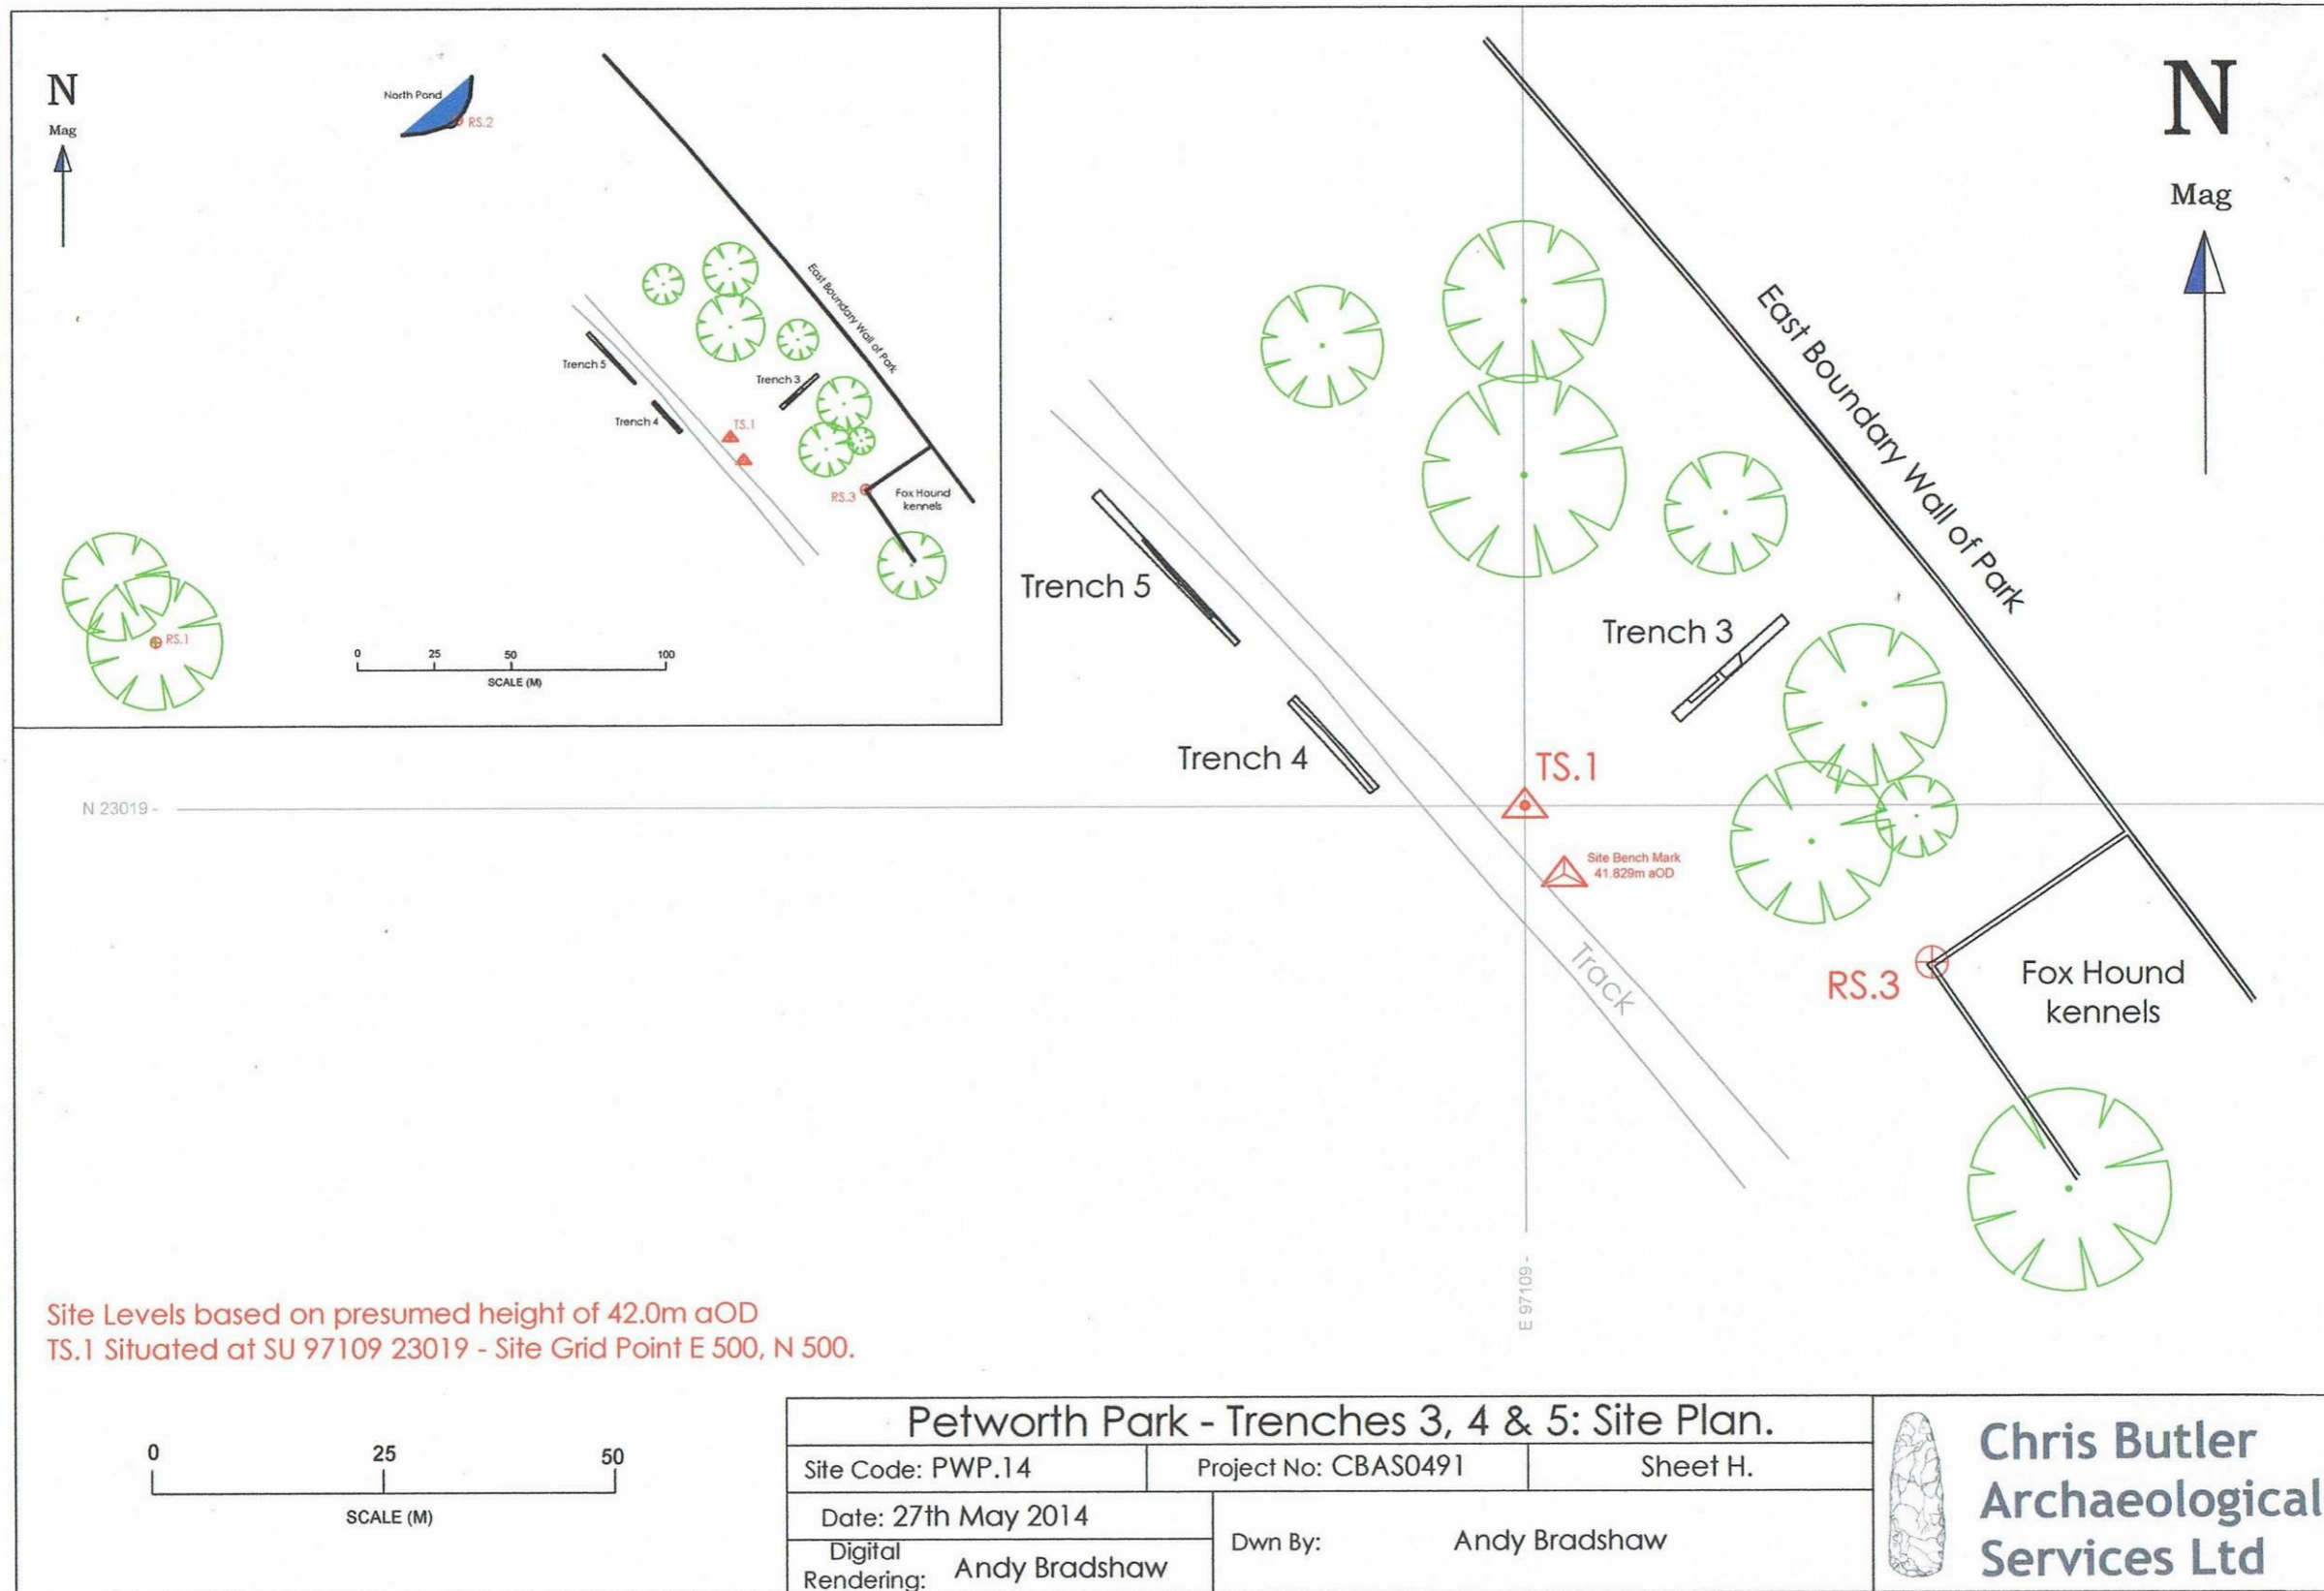 N
Mag
North Pond
RS.2
East Boundary Wall of Park
Trench 5
Trench 3
Trench 4
TS.1
RS.3
Fox Hound
kennels
RS.1
0 25 50 100
SCALE (M)
N
Mag
East Boundary Wall of Park
Trench 5
Trench 3
Trench 4
TS.1
N 23019 -
Site Bench Mark
41.829m aOD
Track
RS.3
Fox Hound
kennels
E 97109 -
Site Levels based on presumed height of 42.0m aOD
TS.1 Situated at SU 97109 23019 - Site Grid Point E 500, N 500.
0 25 50
SCALE (M)
Petworth Park - Trenches 3, 4 & 5: Site Plan.
Site Code: PWP.14
Project No: CBAS0491
Sheet H.
Date: 27th May 2014
Digital
Rendering: Andy Bradshaw
Dwn By: Andy Bradshaw
Chris Butler
Archaeological
Services Ltd